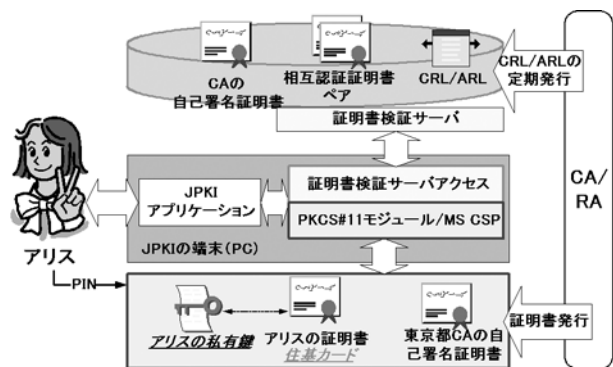 CAの
自己署名証明書
相互認証証明書
ペア
CRL/ARL
CRL/ARLの
定期発行
証明書検証サーバ
CA/
RA
JPKI
アプリケーション
証明書検証サーバアクセス
PKCS#11モジュール/MS CSP
JPKIの端末(PC)
アリス
PIN
アリスの私有鍵
アリスの証明書
住基カード
東京都CAの自
己署名証明書
証明書発行